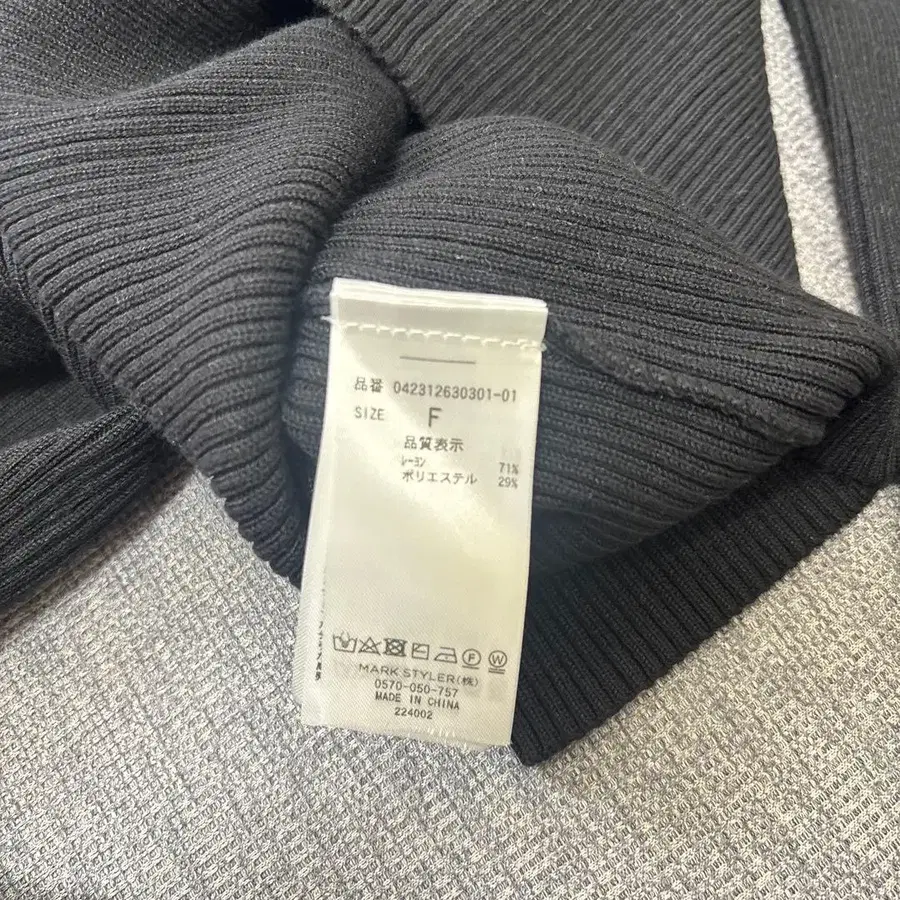 品番 042312630301-01
SIZE F
品質表示
レーヨン 71%
ポリエステル 29%
F W
MARK STYLER(株)
0570-050-757
MADE IN CHINA
224002